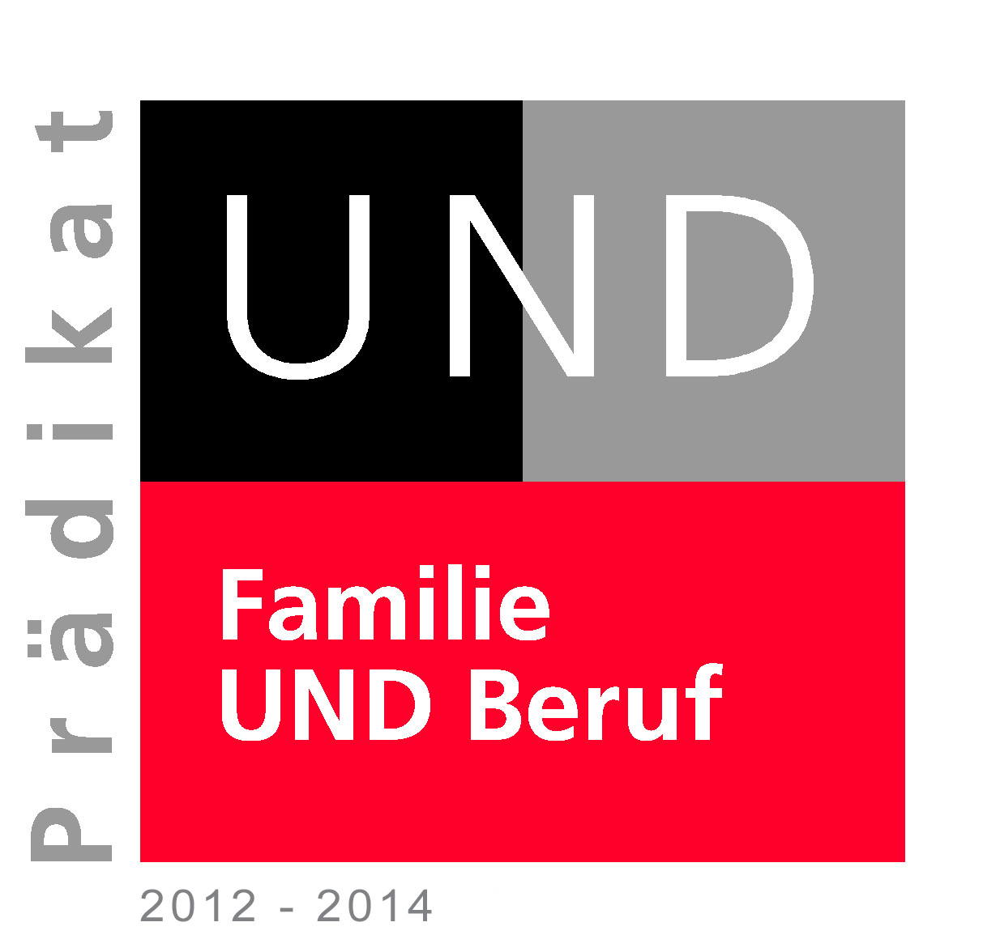 Prädikat
UND
Familie
UND Beruf
2012 - 2014